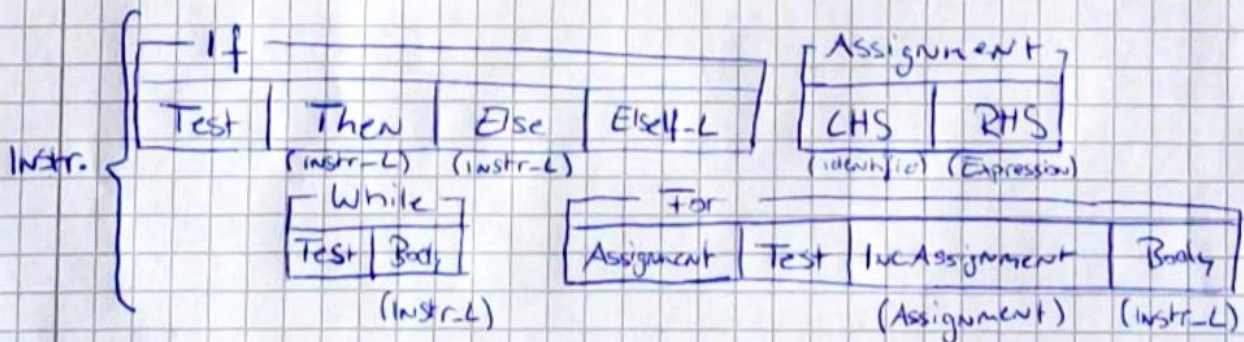 If Assignment
Test Then Else ElseIf-L LHS RHS
Instr. (instr-L) (instr-L) (identific) (Expression)
While For
Test Body Assignment Test IncAssignment Body
(Instr-L) (Assignment) (instr-L)